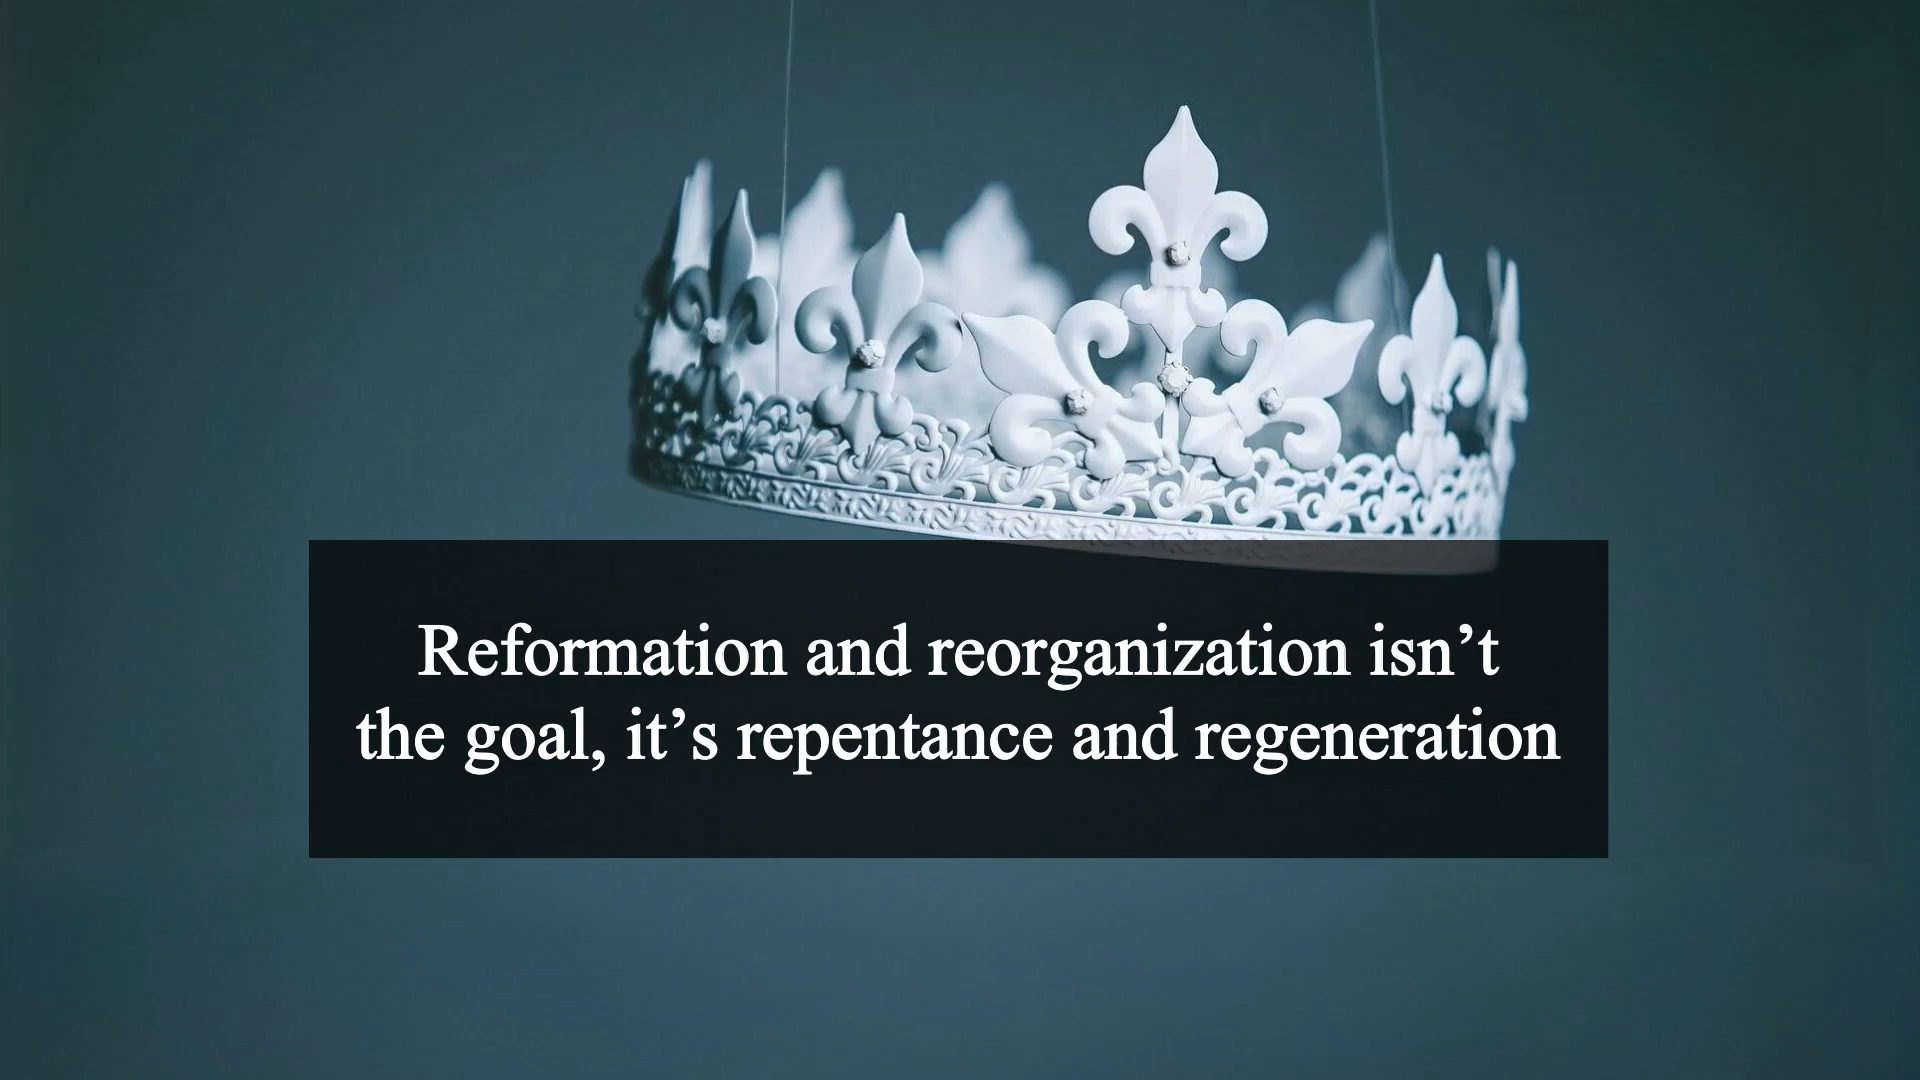 Reformation and reorganization isn’t
the goal, it’s repentance and regeneration